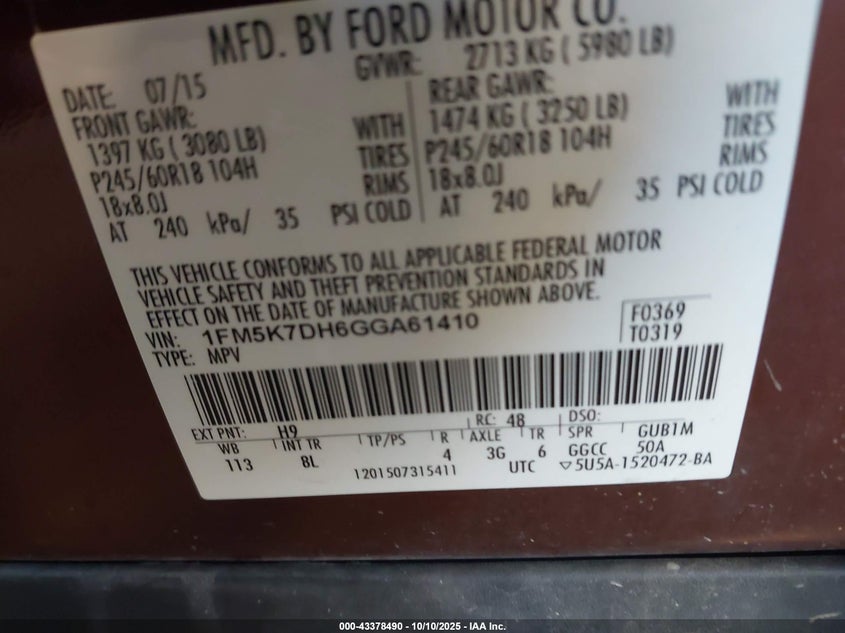 MFD. BY FORD MOTOR CO.
DATE: 07/15 GVWR: 2713 KG ( 5980 LB)
FRONT GAWR: REAR GAWR:
1397 KG ( 3080 LB) WITH 1474 KG ( 3250 LB) WITH
P245/60R18 104H TIRES P245/60R18 104H TIRES
18x8.0J RIMS 18x8.0J RIMS
AT 240 kPa/ 35 PSI COLD AT 240 kPa/ 35 PSI COLD
THIS VEHICLE CONFORMS TO ALL APPLICABLE FEDERAL MOTOR
VEHICLE SAFETY AND THEFT PREVENTION STANDARDS IN
EFFECT ON THE DATE OF MANUFACTURE SHOWN ABOVE.
VIN: 1FM5K7DH6GGA61410 F0369
TYPE: MPV T0319
EXT PNT: H9 RC: 48 DSO:
WB INT TR TP/PS R AXLE TR SPR GUB1M
113 8L 4 3G 6 GGCC 50A
1201507315411 UTC ▽5U5A-1520472-BA
000-43378490 - 10/10/2025 - IAA Inc.